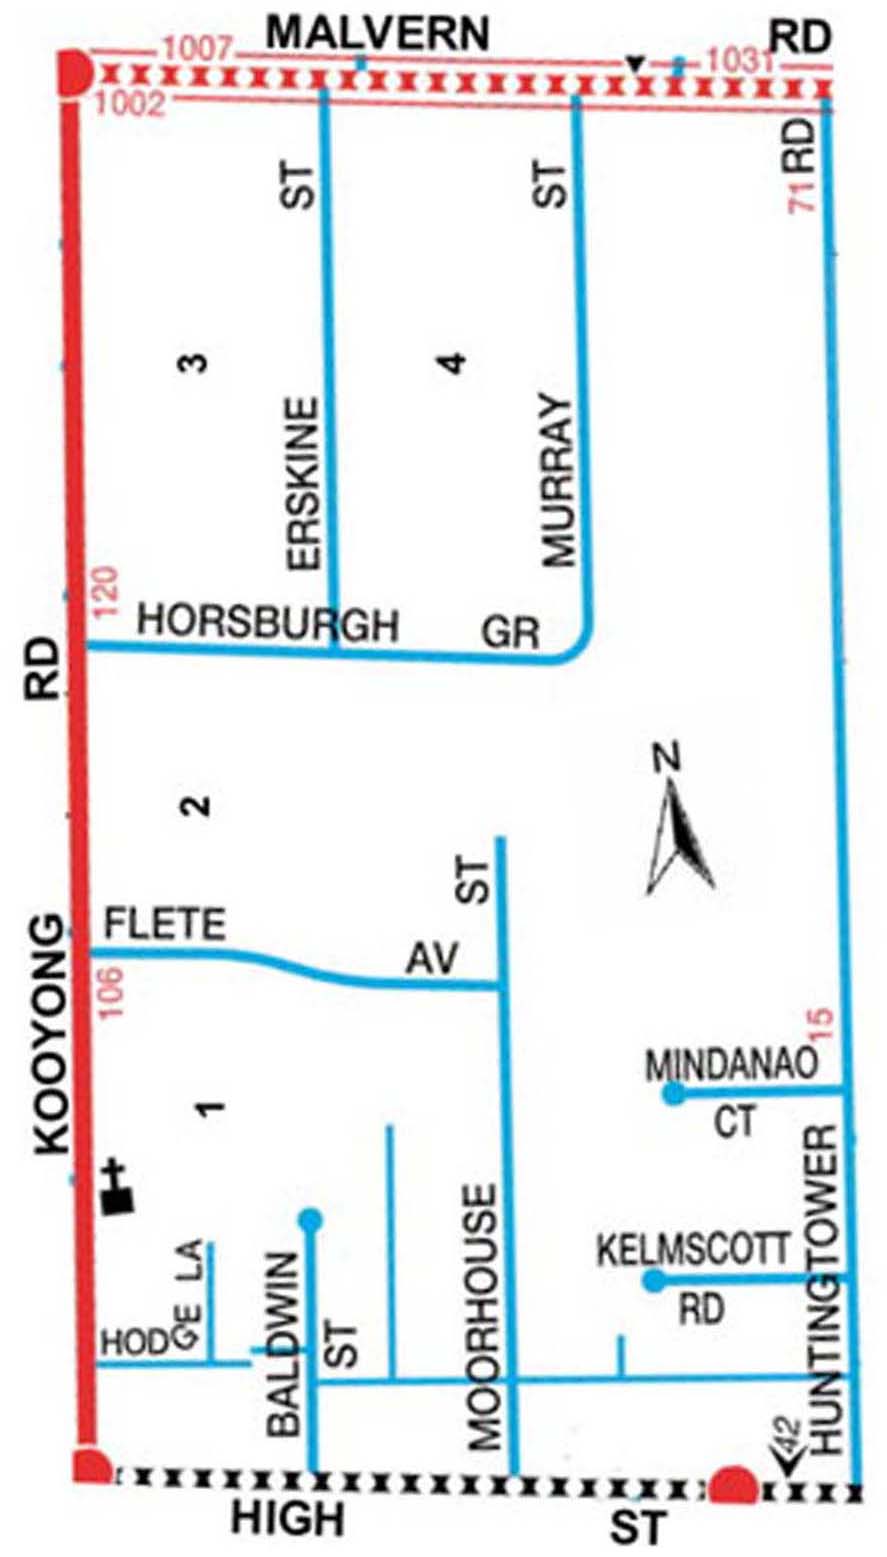 MALVERN RD
1007
1031
1002
ST
ST
RD
71
3
4
ERSKINE
MURRAY
120
HORSBURGH GR
RD
N
2
ST
FLETE
AV
KOOYONG
106
15
MINDANAO
CT
1
HUNTINGTOWER
MOORHOUSE
KELMSCOTT
RD
HODGE LA
BALDWIN
ST
42
HIGH
ST